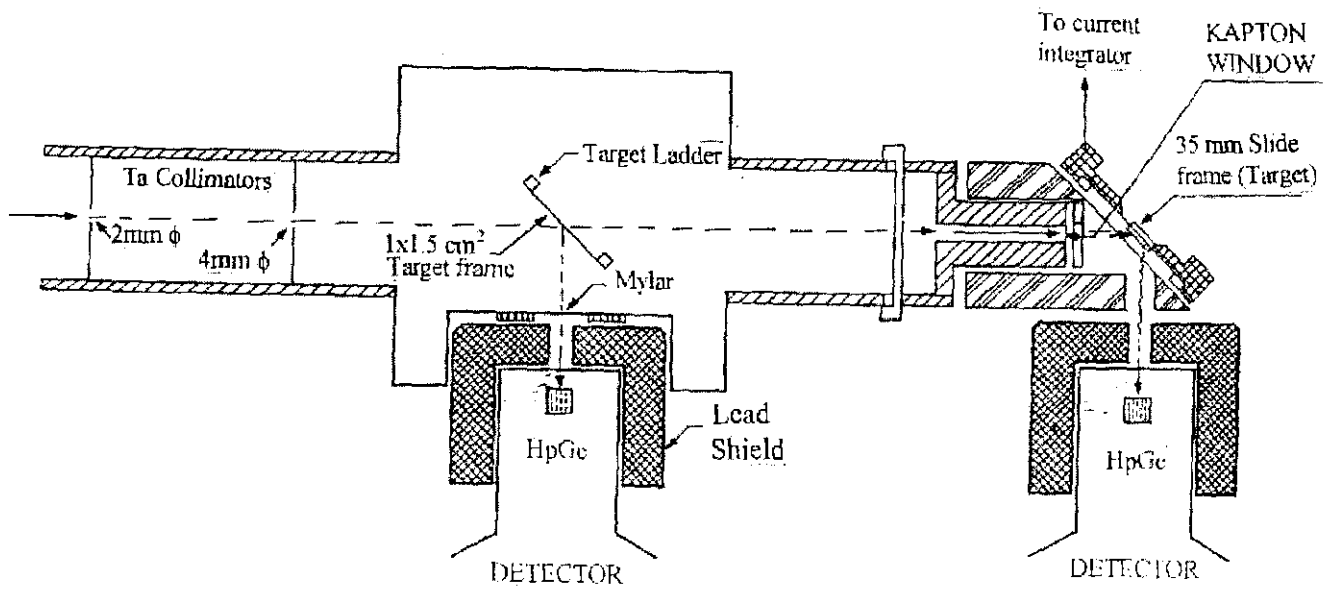 To current
integrator
KAPTON
WINDOW
35 mm Slide
frame (Target)
Target Ladder
Ta Collimators
2mm ϕ
4mm ϕ
1x1.5 cm²
Target frame
Mylar
Lead
Shield
HpGe
HpGe
DETECTOR
DETECTOR